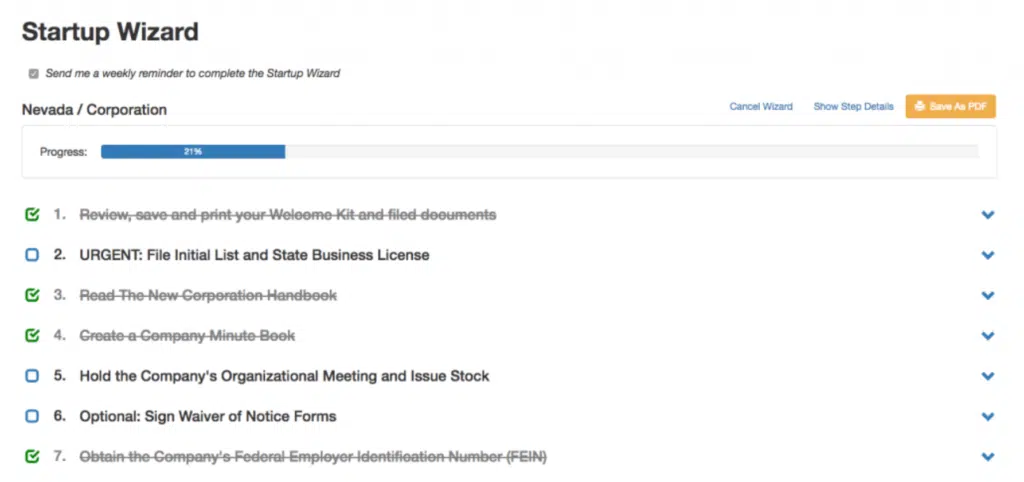 Startup Wizard
Send me a weekly reminder to complete the Startup Wizard
Nevada / Corporation
Cancel Wizard Show Step Details Save As PDF
Progress: 21%
1. Review, save and print your Welcome Kit and filed documents
2. URGENT: File Initial List and State Business License
3. Read The New Corporation Handbook
4. Create a Company Minute Book
5. Hold the Company's Organizational Meeting and Issue Stock
6. Optional: Sign Waiver of Notice Forms
7. Obtain the Company's Federal Employer Identification Number (FEIN)